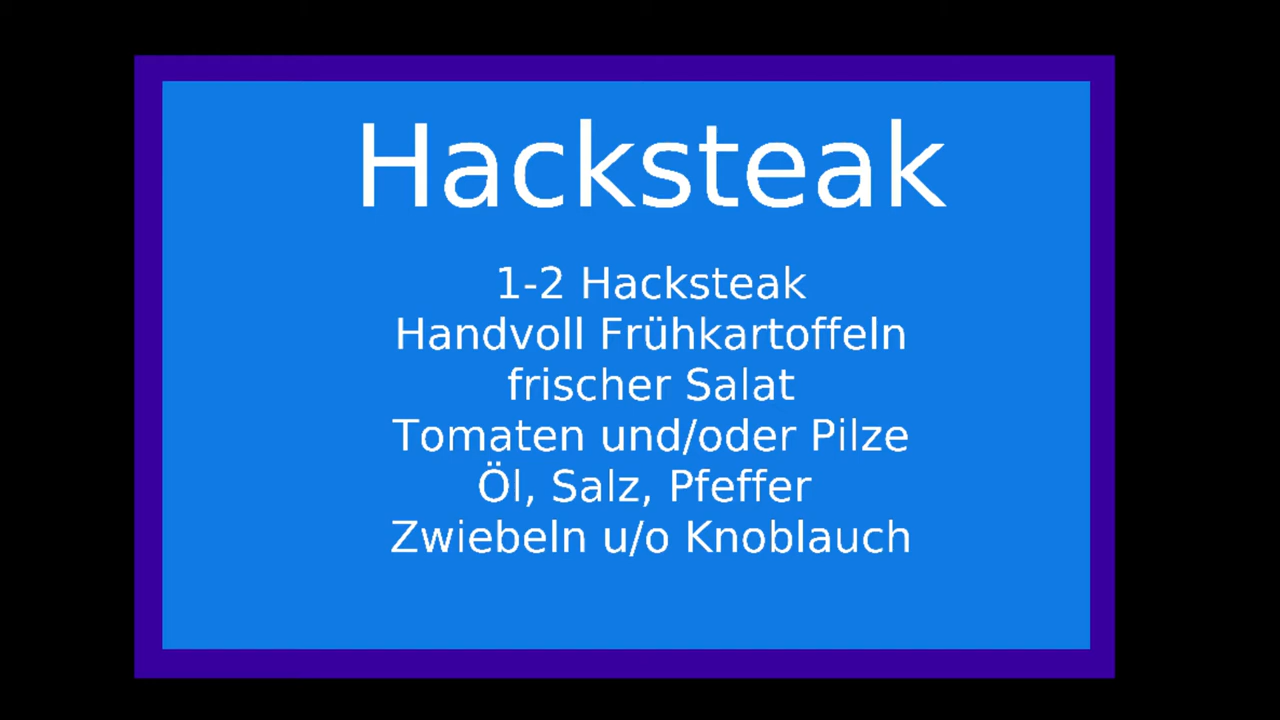 Hacksteak
1-2 Hacksteak
Handvoll Frühkartoffeln
frischer Salat
Tomaten und/oder Pilze
Öl, Salz, Pfeffer
Zwiebeln u/o Knoblauch